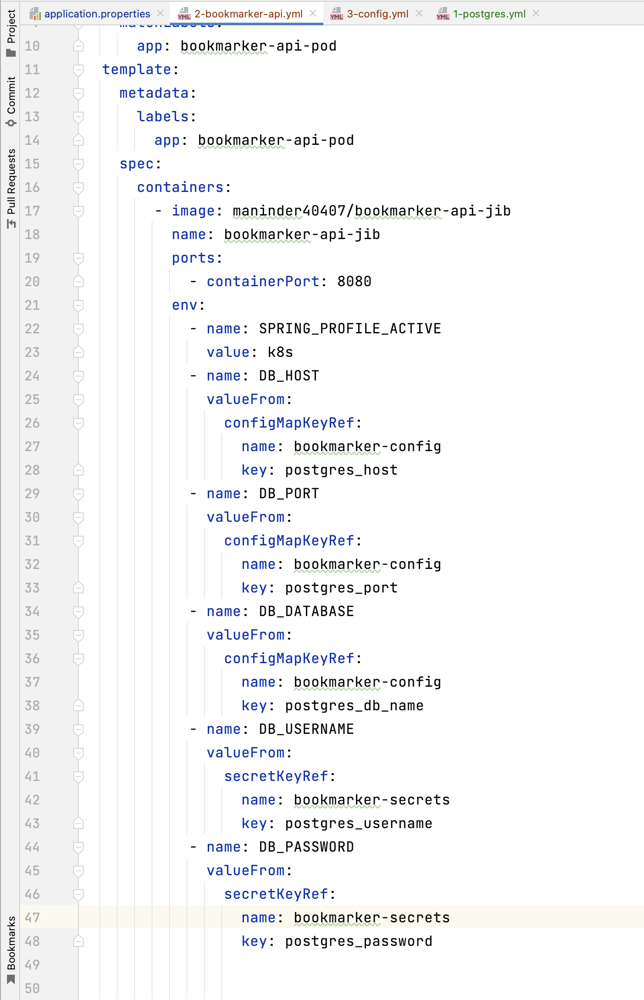 application.properties
2-bookmarker-api.yml
3-config.yml
1-postgres.yml
Project
Commit
Pull Requests
Bookmarks
9 matchLabels:
10 app: bookmarker-api-pod
11 template:
12 metadata:
13 labels:
14 app: bookmarker-api-pod
15 spec:
16 containers:
17 - image: maninder40407/bookmarker-api-jib
18 name: bookmarker-api-jib
19 ports:
20 - containerPort: 8080
21 env:
22 - name: SPRING_PROFILE_ACTIVE
23 value: k8s
24 - name: DB_HOST
25 valueFrom:
26 configMapKeyRef:
27 name: bookmarker-config
28 key: postgres_host
29 - name: DB_PORT
30 valueFrom:
31 configMapKeyRef:
32 name: bookmarker-config
33 key: postgres_port
34 - name: DB_DATABASE
35 valueFrom:
36 configMapKeyRef:
37 name: bookmarker-config
38 key: postgres_db_name
39 - name: DB_USERNAME
40 valueFrom:
41 secretKeyRef:
42 name: bookmarker-secrets
43 key: postgres_username
44 - name: DB_PASSWORD
45 valueFrom:
46 secretKeyRef:
47 name: bookmarker-secrets
48 key: postgres_password
49
50